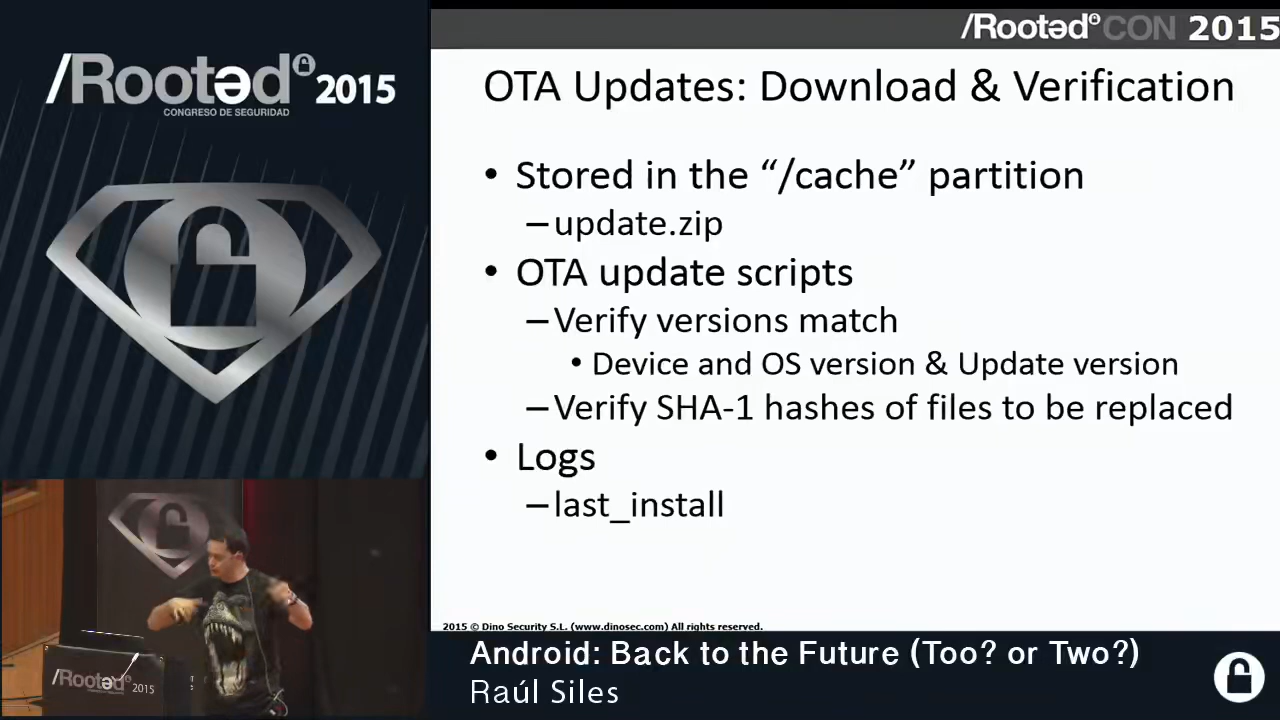 /Rootəd 2015
CONGRESO DE SEGURIDAD
/Rootəd CON 2015
OTA Updates: Download & Verification
• Stored in the “/cache” partition
–update.zip
• OTA update scripts
–Verify versions match
• Device and OS version & Update version
–Verify SHA-1 hashes of files to be replaced
• Logs
–last_install
2015 © Dino Security S.L. (www.dinosec.com) All rights reserved.
Android: Back to the Future (Too? or Two?)
Raúl Siles
/Rootəd 2015